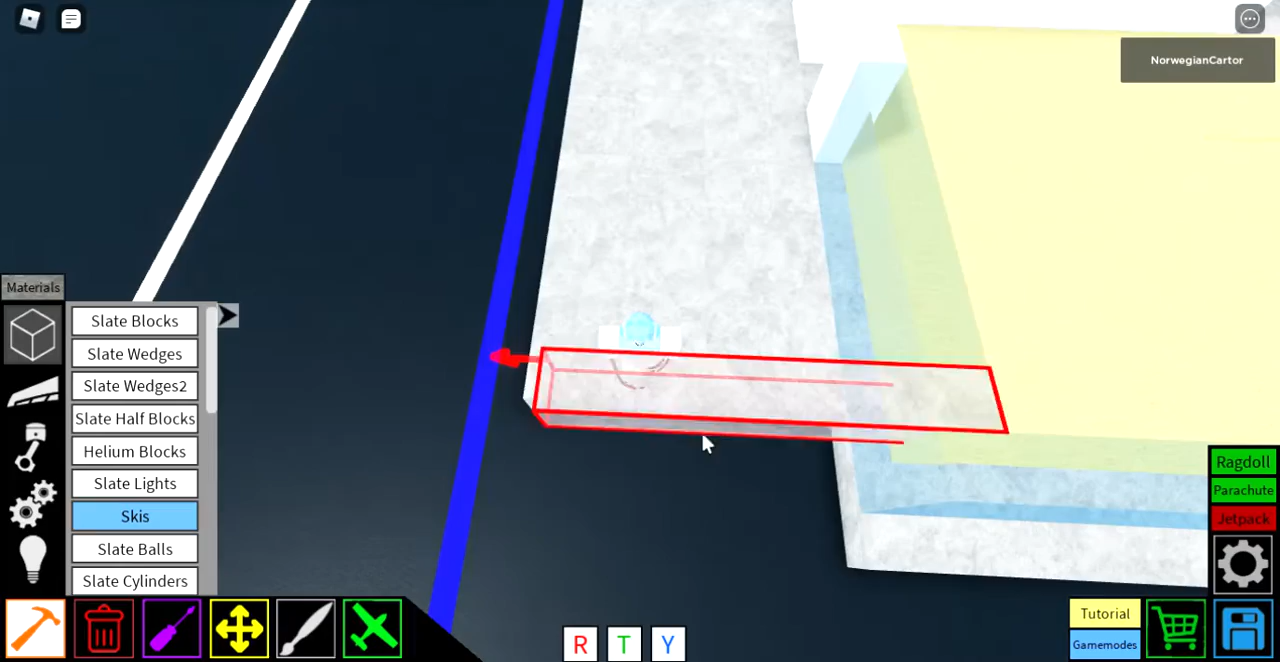 NorwegianCartor
Materials
Slate Blocks
Slate Wedges
Slate Wedges2
Slate Half Blocks
Helium Blocks
Slate Lights
Skis
Slate Balls
Slate Cylinders
Ragdoll
Parachute
Jetpack
Tutorial
Gamemodes
R T Y